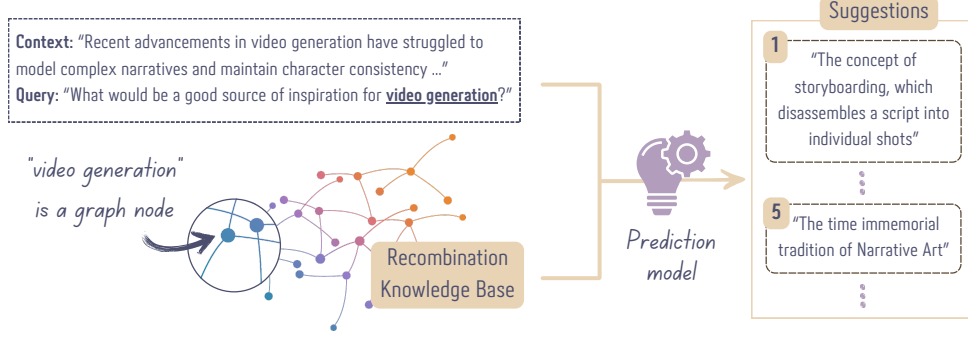 Context: “Recent advancements in video generation have struggled to
model complex narratives and maintain character consistency ...”
Query: “What would be a good source of inspiration for video generation?”
"video generation"
is a graph node
Recombination
Knowledge Base
Prediction
model
Suggestions
1
“The concept of
storyboarding, which
disassembles a script into
individual shots”
5
“The time immemorial
tradition of Narrative Art”